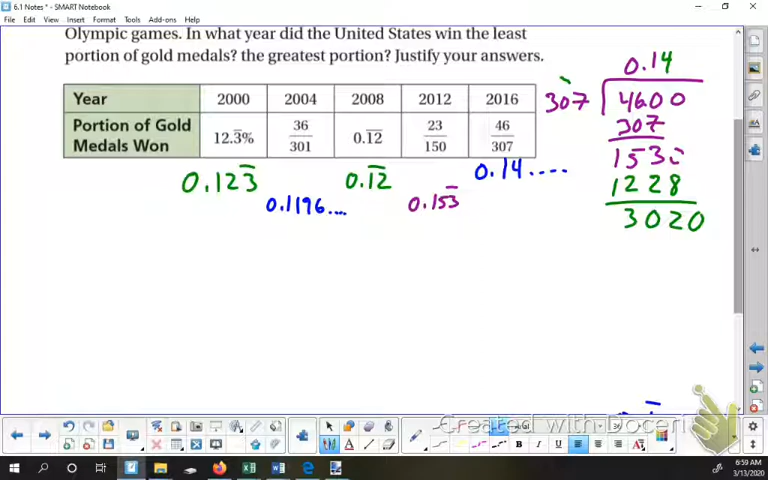 6.1 Notes * - SMART Notebook
File Edit View Insert Format Tools Add-ons Help
Olympic games. In what year did the United States win the least
portion of gold medals? the greatest portion? Justify your answers.
Year 2000 2004 2008 2012 2016
Portion of Gold Medals Won 12.3̅% 36/301 0.1̅2̅ 23/150 46/307
0.123̅ 0.1̅2̅ 0.14....
0.1196... 0.153̅
0.14
307 4600
307
1530
1228
3020
Created with Doceri
6:59 AM
3/13/2020